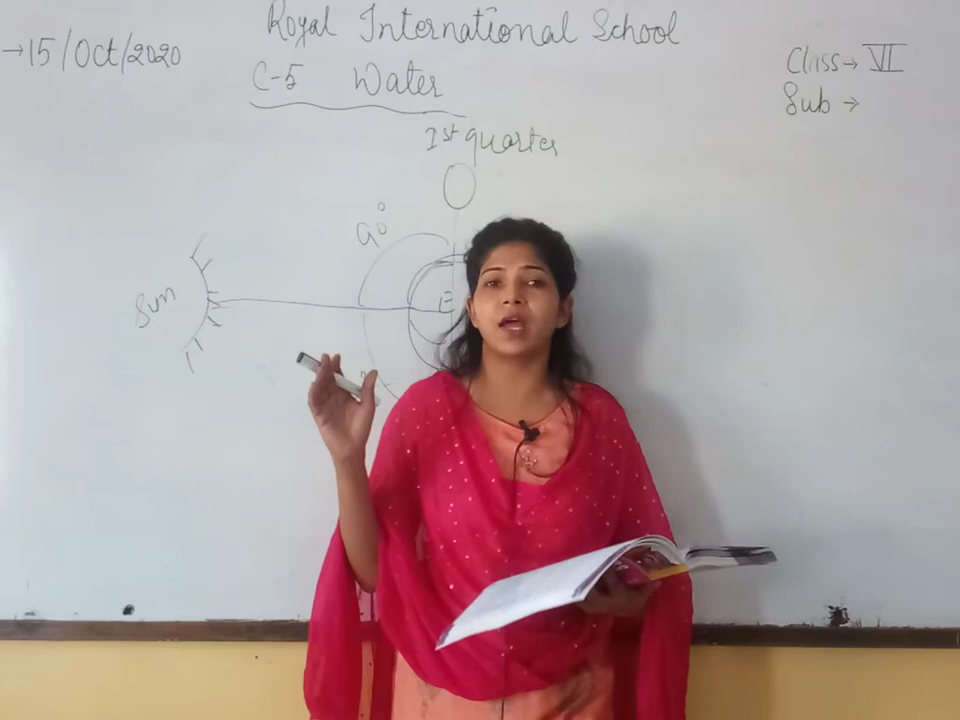 Royal International School
→15/Oct/2020
Class→ VI
C-5 Water
Sub →
1st quarter
90°
E
Sun